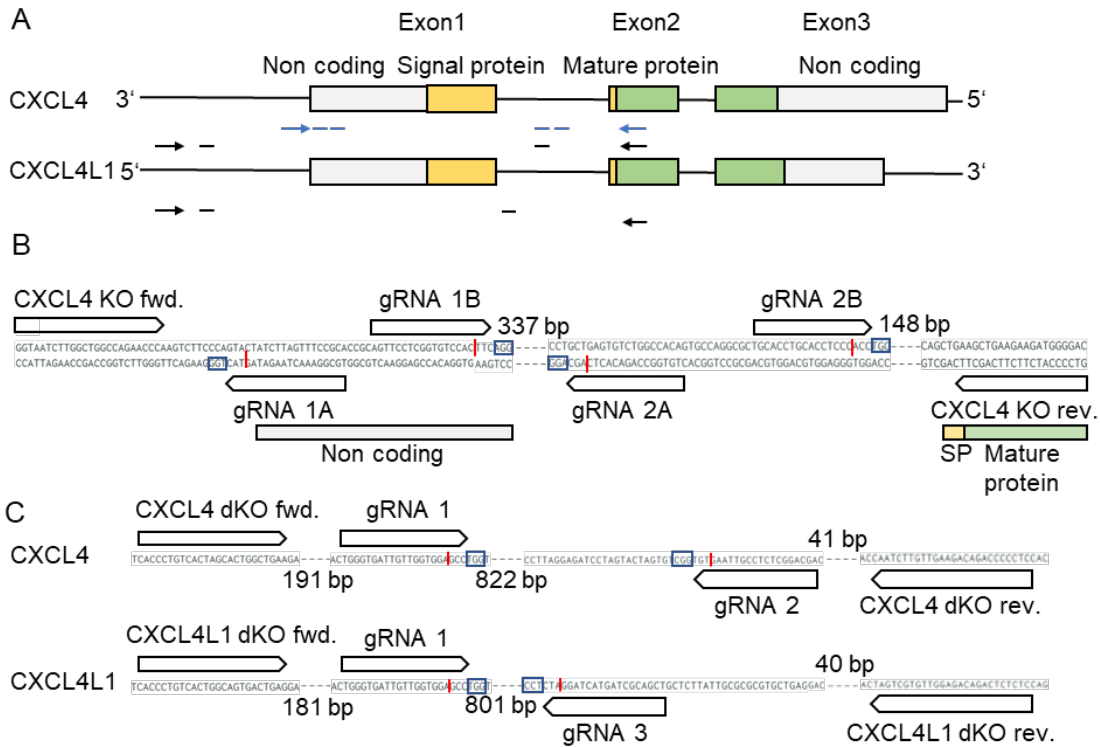 A
Exon1 Exon2 Exon3
Non coding Signal protein Mature protein Non coding
CXCL4 3‘ 5‘
CXCL4L1 5‘ 3‘
B
CXCL4 KO fwd. gRNA 1B 337 bp gRNA 2B 148 bp
GGTAATCTTGGCTGGCCAGAACCCAAGTCTTCCCAGTACTATCTTAGTTTCCGCACCGCAGTTCCTCGGTGTCCACTTCAGG CCTGCTGAGTGTCTGGCCACAGTGCCAGGCGCTGCACCTGCACCTCCCACCTGG CAGCTGAAGCTGAAGAAGATGGGGAC
CCATTAGAACCGACCGGTCTTGGGTTCAGAAGGGTCATGATAGAATCAAAGGCGTGGCGTCAAGGAGCCACAGGTGAAGTCC GGACGACTCACAGACCGGTGTCACGGTCCGCGACGTGGACGTGGAGGGTGGACC GTCGACTTCGACTTCTTCTACCCCTG
gRNA 1A gRNA 2A CXCL4 KO rev.
Non coding SP Mature
protein
C
CXCL4 dKO fwd. gRNA 1
CXCL4 41 bp
TCACCCTGTCACTAGCACTGGCTGAAGA ACTGGGTGATTGTTGGTGGAGCCTGGT CCTTAGGAGATCCTAGTACTAGTGTCGGTGTGAATTGCCTCTCGGACGAC ACCAATCTTGTTGAAGACAGACCCCCTCCAC
191 bp 822 bp
gRNA 2 CXCL4 dKO rev.
CXCL4L1 dKO fwd. gRNA 1
CXCL4L1 40 bp
TCACCCTGTCACTGGCAGTGACTGAGGA ACTGGGTGATTGTTGGTGGAGCCTGGT CCTCTAGGATCATGATCGCAGCTGCTCTTATTGCGCGCGTGCTGAGGAC ACTAGTCGTGTTGGAGACAGACTCTCTCCAG
181 bp 801 bp
gRNA 3 CXCL4L1 dKO rev.